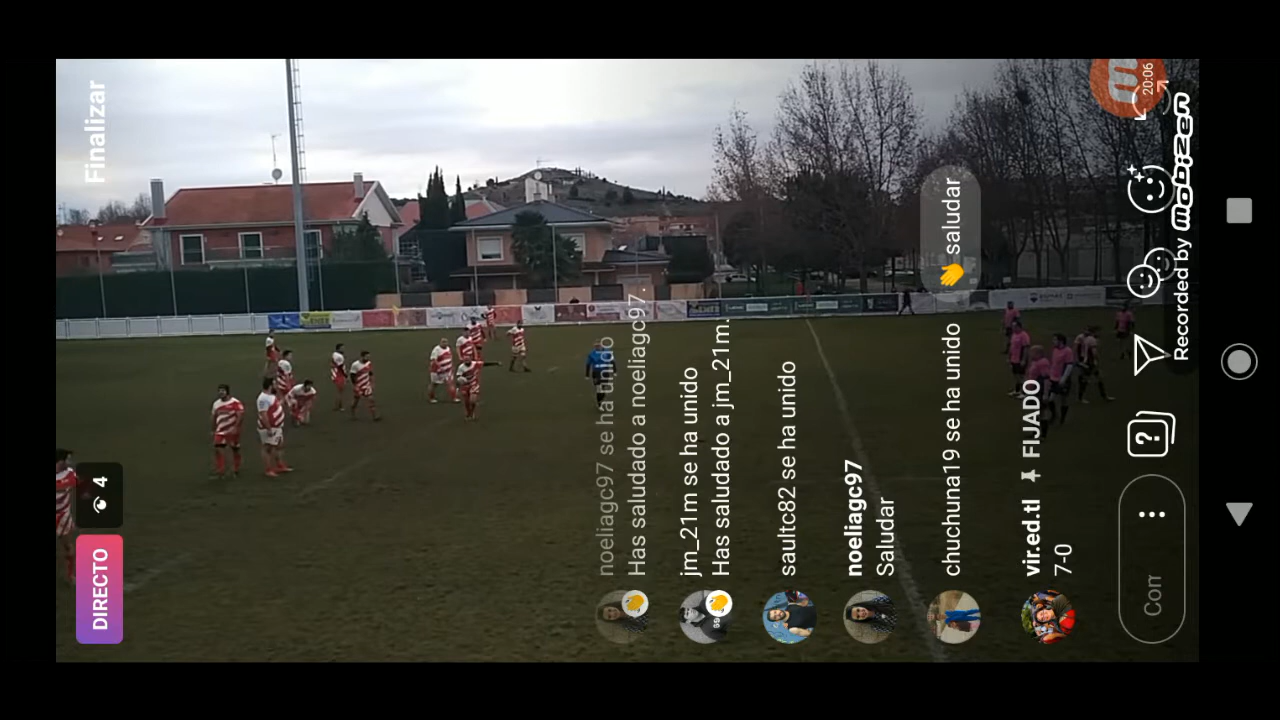 Finalizar
DIRECTO
4
noeliagc97 se ha unido
Has saludado a noeliagc97.
jm_21m se ha unido
Has saludado a jm_21m.
saultc82 se ha unido
noeliagc97
Saludar
chuchuna19 se ha unido
👋 saludar
vir.ed.tl FIJADO
7-0
Com
20:06
Recorded by mobizen